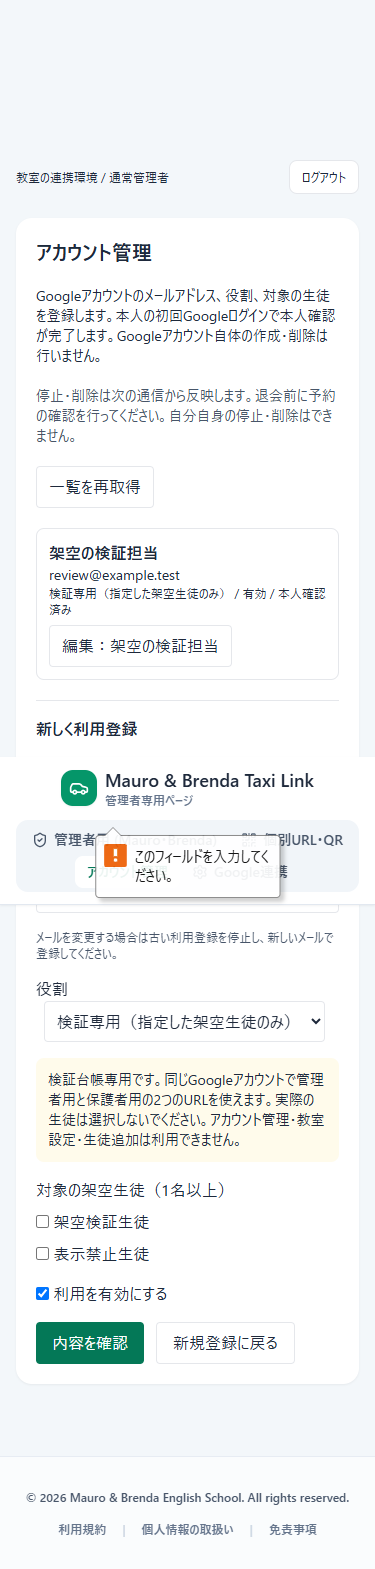 教室の連携環境 / 通常管理者
ログアウト
アカウント管理
Googleアカウントのメールアドレス、役割、対象の生徒
を登録します。本人の初回Googleログインで本人確認
が完了します。Googleアカウント自体の作成・削除は
行いません。
停止・削除は次の通信から反映します。退会前に予約
の確認を行ってください。自分自身の停止・削除はでき
ません。
一覧を再取得
架空の検証担当
review@example.test
検証専用（指定した架空生徒のみ） / 有効 / 本人確認
済み
編集：架空の検証担当
新しく利用登録
Mauro & Brenda Taxi Link
管理者専用ページ
管理者用 (Mauro・Brenda)
個別URL・QR
Google連携
このフィールドを入力してく
ださい。
メールを変更する場合は古い利用登録を停止し、新しいメールで
登録してください。
役割
検証専用（指定した架空生徒のみ）
検証台帳専用です。同じGoogleアカウントで管理
者用と保護者用の2つのURLを使えます。実際の
生徒は選択しないでください。アカウント管理・教室
設定・生徒追加は利用できません。
対象の架空生徒（1名以上）
架空検証生徒
表示禁止生徒
利用を有効にする
内容を確認
新規登録に戻る
© 2026 Mauro & Brenda English School. All rights reserved.
利用規約 | 個人情報の取扱い | 免責事項